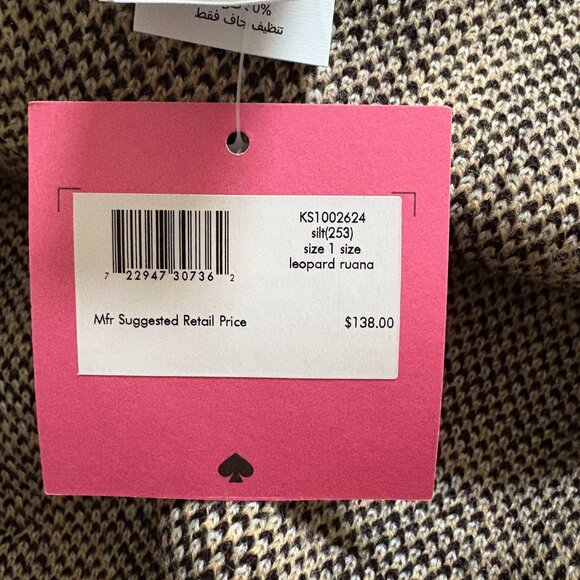 0%
تنظيف جاف فقط
KS1002624
silt(253)
size 1 size
leopard ruana
7 22947 30736 2
Mfr Suggested Retail Price $138.00